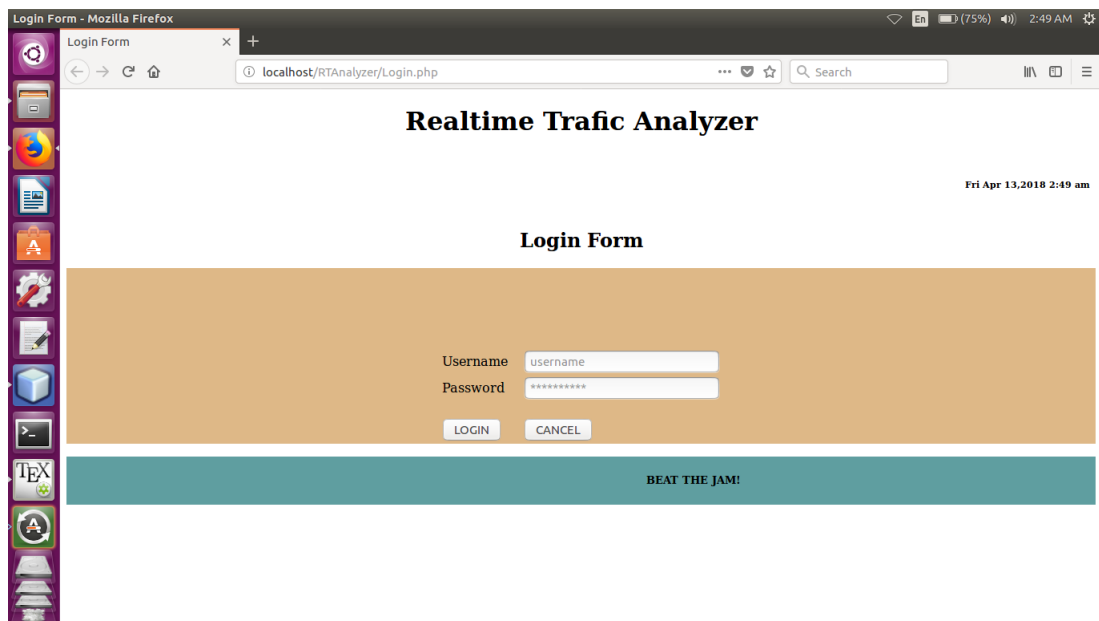 Login Form - Mozilla Firefox
En (75%) 2:49 AM
Login Form
localhost/RTAnalyzer/Login.php
Search
Realtime Trafic Analyzer
Fri Apr 13,2018 2:49 am
Login Form
Username username
Password **********
LOGIN CANCEL
TEX
BEAT THE JAM!